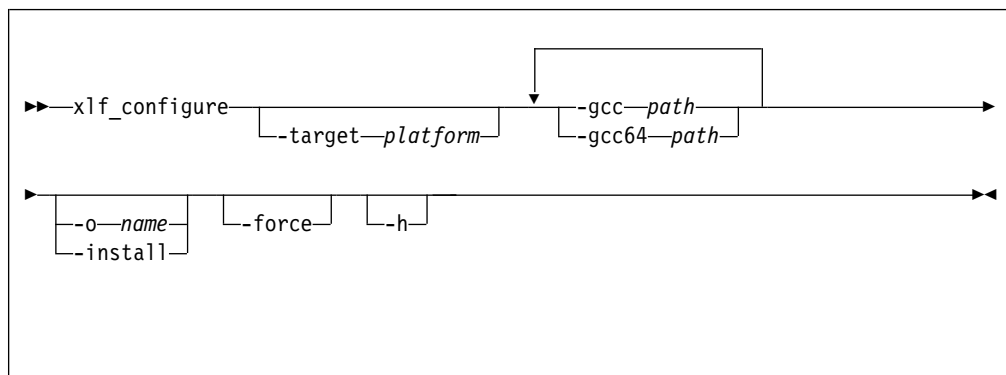 xlf_configure -gcc path
-target platform -gcc64 path
-o name -force -h
-install